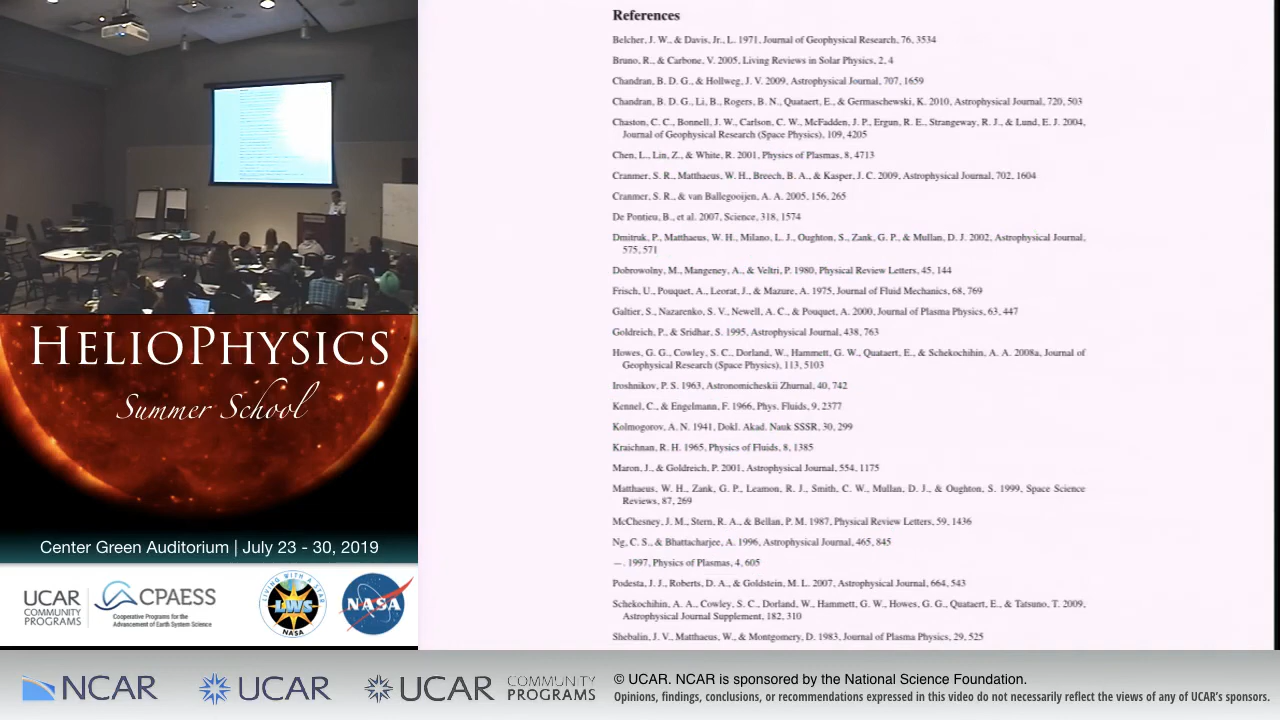 References
Belcher, J. W., & Davis, Jr., L. 1971, Journal of Geophysical Research, 76, 3534
Bruno, R., & Carbone, V. 2005, Living Reviews in Solar Physics, 2, 4
Chandran, B. D. G., & Hollweg, J. V. 2009, Astrophysical Journal, 707, 1659
Chandran, B. D. G., Li, B., Rogers, B. N., Quataert, E., & Germaschewski, K. 2010, Astrophysical Journal, 720, 503
Chaston, C. C., Bonnell, J. W., Carlson, C. W., McFadden, J. P., Ergun, R. E., Strangeway, R. J., & Lund, E. J. 2004,
Journal of Geophysical Research (Space Physics), 109, 4205
Chen, L., Lin, Z., & White, R. 2001, Physics of Plasmas, 8, 4713
Cranmer, S. R., Matthaeus, W. H., Breech, B. A., & Kasper, J. C. 2009, Astrophysical Journal, 702, 1604
Cranmer, S. R., & van Ballegooijen, A. A. 2005, 156, 265
De Pontieu, B., et al. 2007, Science, 318, 1574
Dmitruk, P., Matthaeus, W. H., Milano, L. J., Oughton, S., Zank, G. P., & Mullan, D. J. 2002, Astrophysical Journal,
575, 571
Dobrowolny, M., Mangeney, A., & Veltri, P. 1980, Physical Review Letters, 45, 144
Frisch, U., Pouquet, A., Leorat, J., & Mazure, A. 1975, Journal of Fluid Mechanics, 68, 769
Galtier, S., Nazarenko, S. V., Newell, A. C., & Pouquet, A. 2000, Journal of Plasma Physics, 63, 447
Goldreich, P., & Sridhar, S. 1995, Astrophysical Journal, 438, 763
Howes, G. G., Cowley, S. C., Dorland, W., Hammett, G. W., Quataert, E., & Schekochihin, A. A. 2008a, Journal of
Geophysical Research (Space Physics), 113, 5103
Iroshnikov, P. S. 1963, Astronomicheskii Zhurnal, 40, 742
Kennel, C., & Engelmann, F. 1966, Phys. Fluids, 9, 2377
Kolmogorov, A. N. 1941, Dokl. Akad. Nauk SSSR, 30, 299
Kraichnan, R. H. 1965, Physics of Fluids, 8, 1385
Maron, J., & Goldreich, P. 2001, Astrophysical Journal, 554, 1175
Matthaeus, W. H., Zank, G. P., Leamon, R. J., Smith, C. W., Mullan, D. J., & Oughton, S. 1999, Space Science
Reviews, 87, 269
McChesney, J. M., Stern, R. A., & Bellan, P. M. 1987, Physical Review Letters, 59, 1436
Ng, C. S., & Bhattacharjee, A. 1996, Astrophysical Journal, 465, 845
—. 1997, Physics of Plasmas, 4, 605
Podesta, J. J., Roberts, D. A., & Goldstein, M. L. 2007, Astrophysical Journal, 664, 543
Schekochihin, A. A., Cowley, S. C., Dorland, W., Hammett, G. W., Howes, G. G., Quataert, E., & Tatsuno, T. 2009,
Astrophysical Journal Supplement, 182, 310
Shebalin, J. V., Matthaeus, W., & Montgomery, D. 1983, Journal of Plasma Physics, 29, 525
HELIOPHYSICS
Summer School
Center Green Auditorium | July 23 - 30, 2019
UCAR
COMMUNITY
PROGRAMS
CPAESS
Cooperative Programs for the
Advancement of Earth System Science
LIVING WITH A STAR
LWS
NASA
NASA
NCAR
UCAR
UCAR
COMMUNITY
PROGRAMS
© UCAR. NCAR is sponsored by the National Science Foundation.
Opinions, findings, conclusions, or recommendations expressed in this video do not necessarily reflect the views of any of UCAR's sponsors.